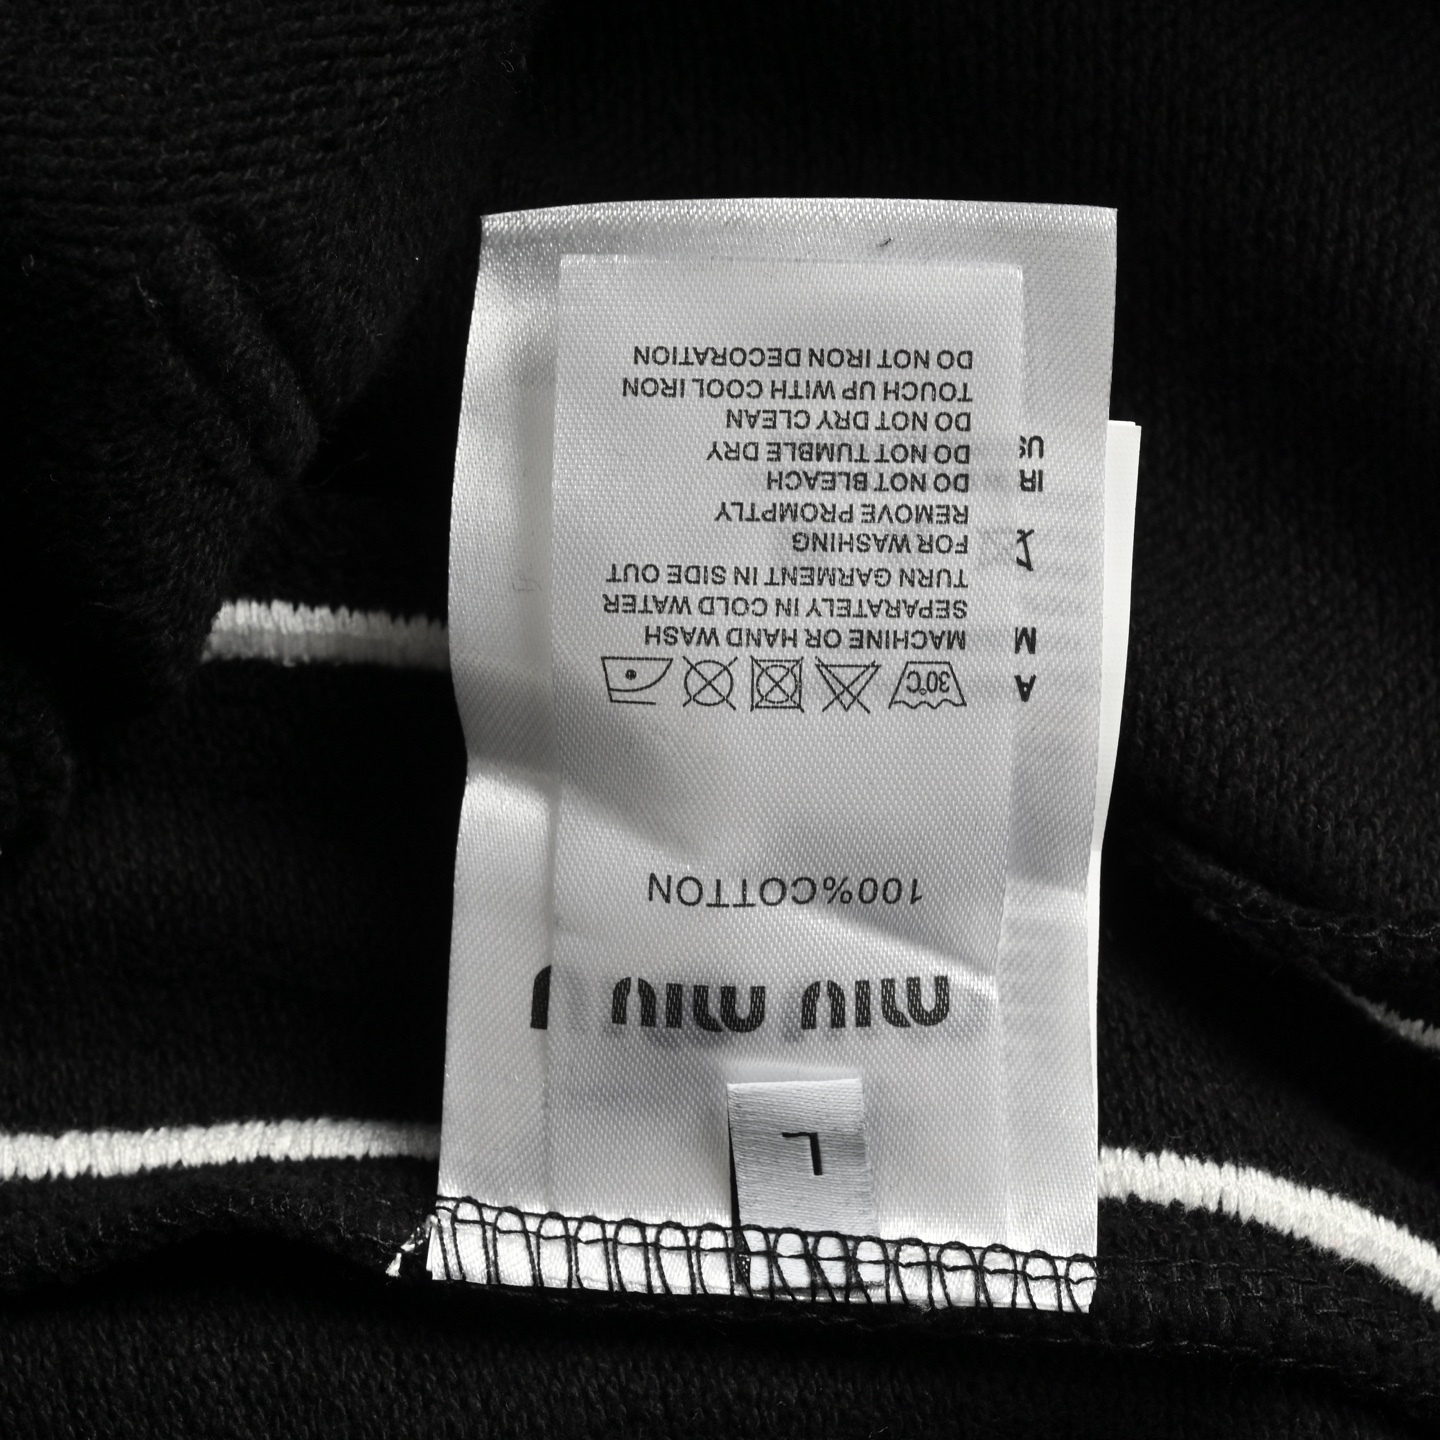 L
miu miu
100%COTTON
30°C
MACHINE OR HAND WASH
SEPARATELY IN COLD WATER
TURN GARMENT IN SIDE OUT
FOR WASHING
REMOVE PROMPTLY
DO NOT BLEACH
DO NOT TUMBLE DRY
DO NOT DRY CLEAN
TOUCH UP WITH COOL IRON
DO NOT IRON DECORATION
A
M
IR
US